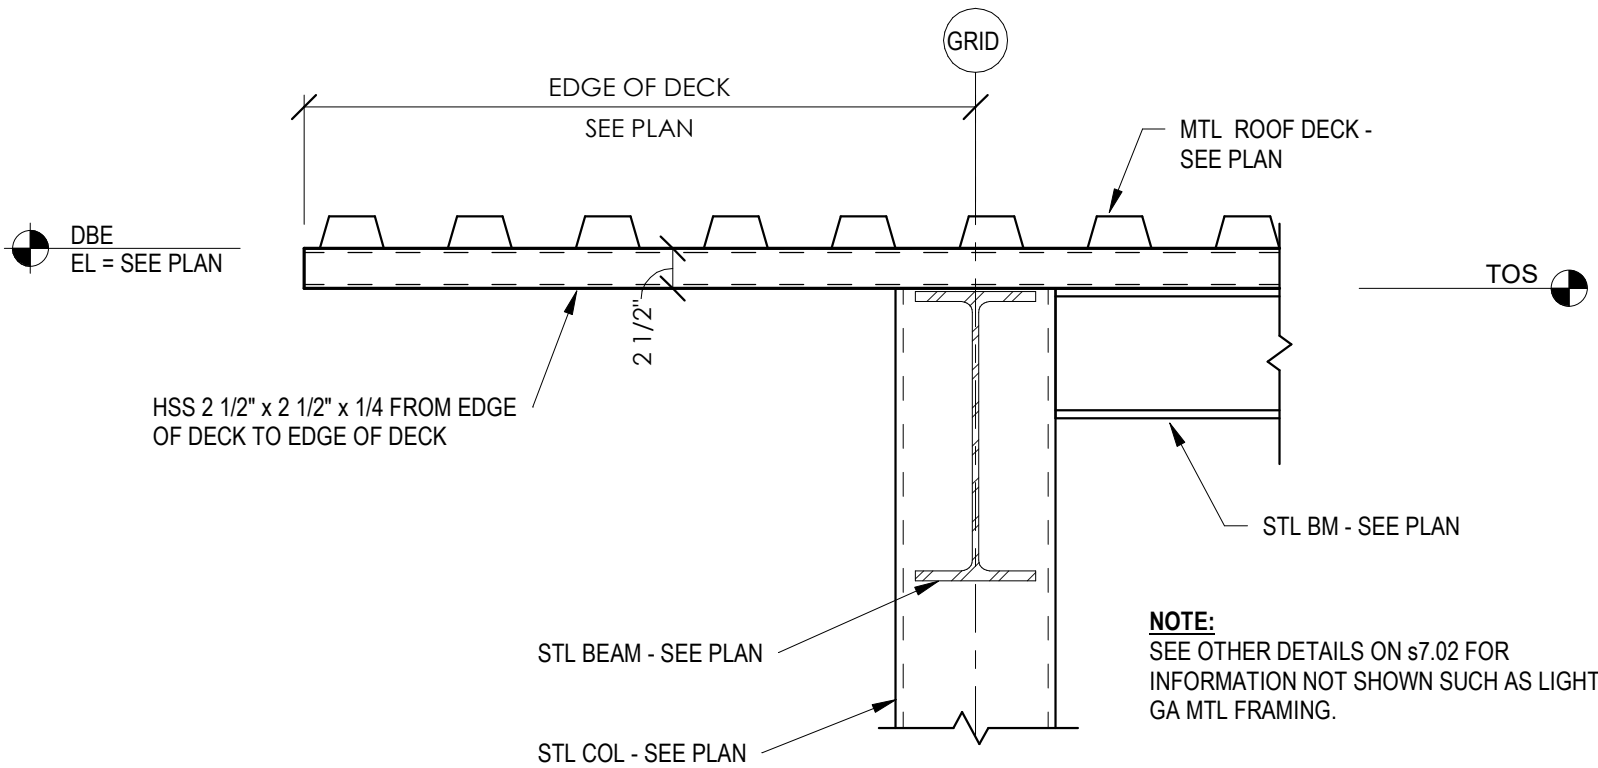 GRID
EDGE OF DECK
SEE PLAN
MTL ROOF DECK -
SEE PLAN
DBE
EL = SEE PLAN
TOS
2 1/2"
HSS 2 1/2" x 2 1/2" x 1/4 FROM EDGE
OF DECK TO EDGE OF DECK
STL BM - SEE PLAN
STL BEAM - SEE PLAN
STL COL - SEE PLAN
NOTE:
SEE OTHER DETAILS ON s7.02 FOR
INFORMATION NOT SHOWN SUCH AS LIGHT
GA MTL FRAMING.